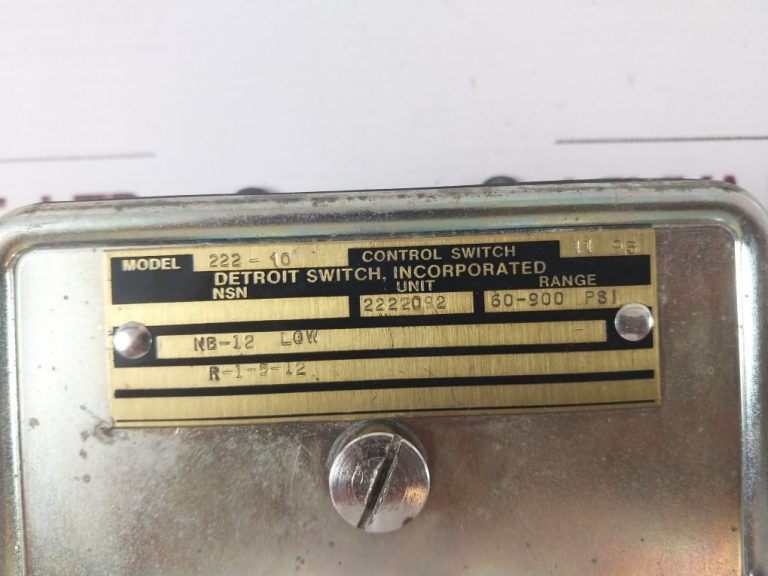 MODEL 222-10 CONTROL SWITCH
DETROIT SWITCH, INCORPORATED
NSN UNIT RANGE
60-900 PSI
NB-12 LOW
R-1-5-12